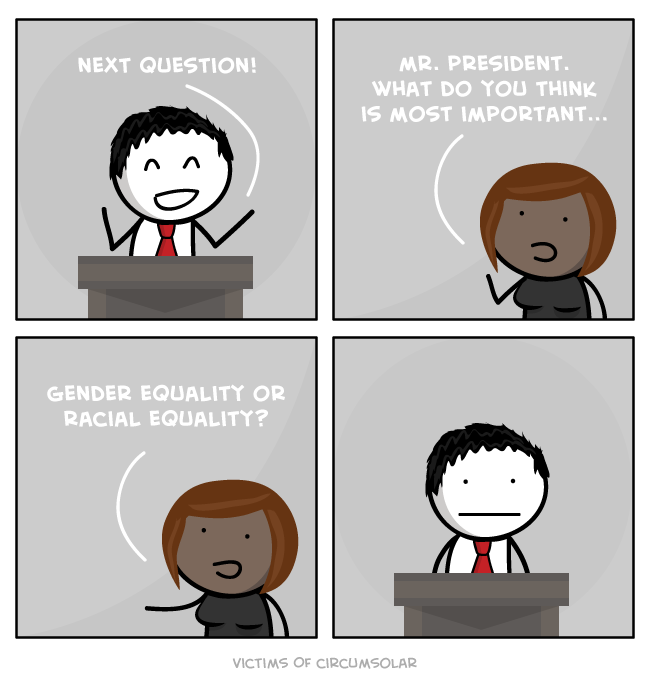 NEXT QUESTION!
MR. PRESIDENT.
WHAT DO YOU THINK
IS MOST IMPORTANT...
GENDER EQUALITY OR
RACIAL EQUALITY?
VICTIMS OF CIRCUMSOLAR